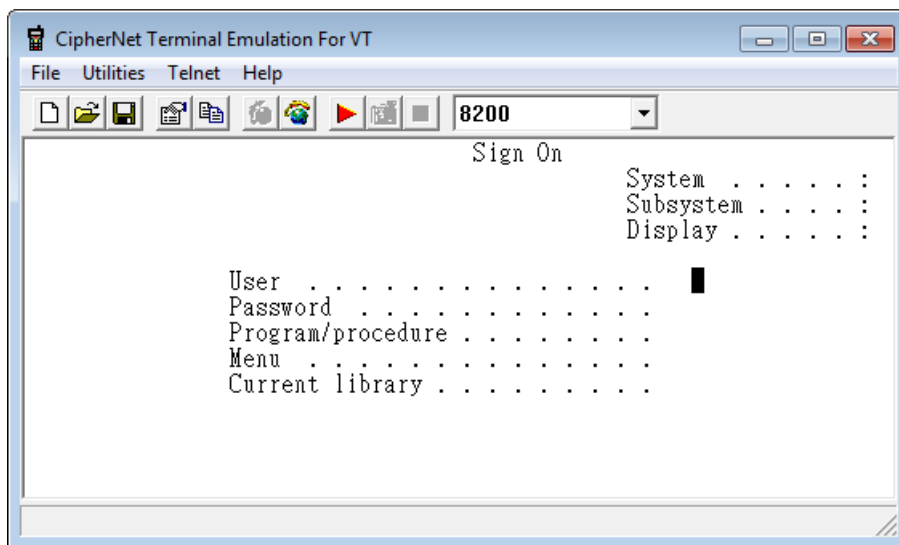 CipherNet Terminal Emulation For VT
File Utilities Telnet Help
8200
Sign On
System . . . . . :
Subsystem . . . . :
Display . . . . . :
User . . . . . . . . . . . . . .
Password . . . . . . . . . . . .
Program/procedure . . . . . . . .
Menu . . . . . . . . . . . . . .
Current library . . . . . . . . .